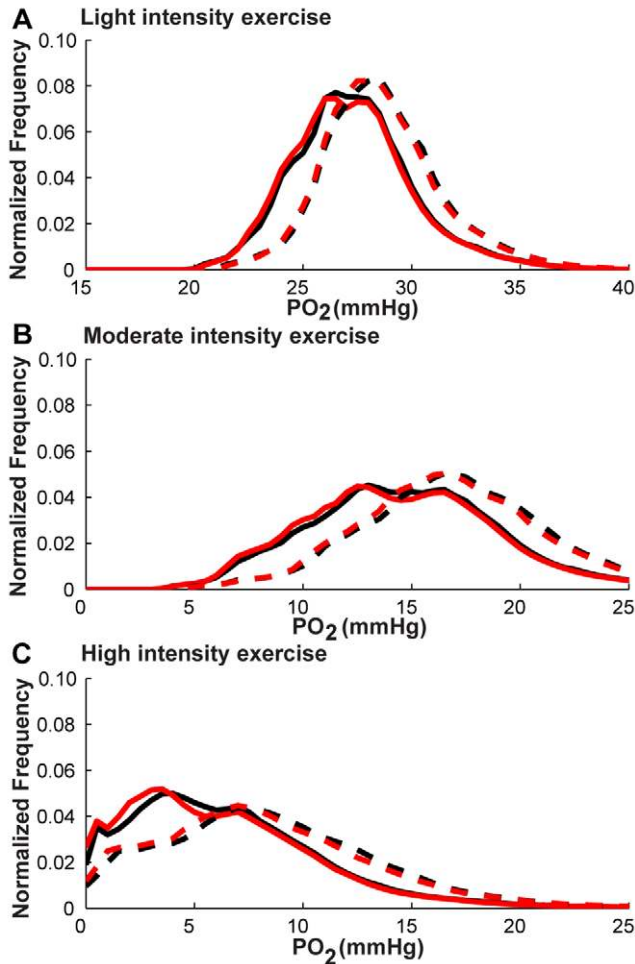 A Light intensity exercise
0.10
0.08
0.06
0.04
0.02
0
Normalized Frequency
15 20 25 30 35 40
PO2 (mmHg)
B Moderate intensity exercise
0.10
0.08
0.06
0.04
0.02
0
Normalized Frequency
0 5 10 15 20 25
PO2 (mmHg)
C High intensity exercise
0.10
0.08
0.06
0.04
0.02
0
Normalized Frequency
0 5 10 15 20 25
PO2 (mmHg)